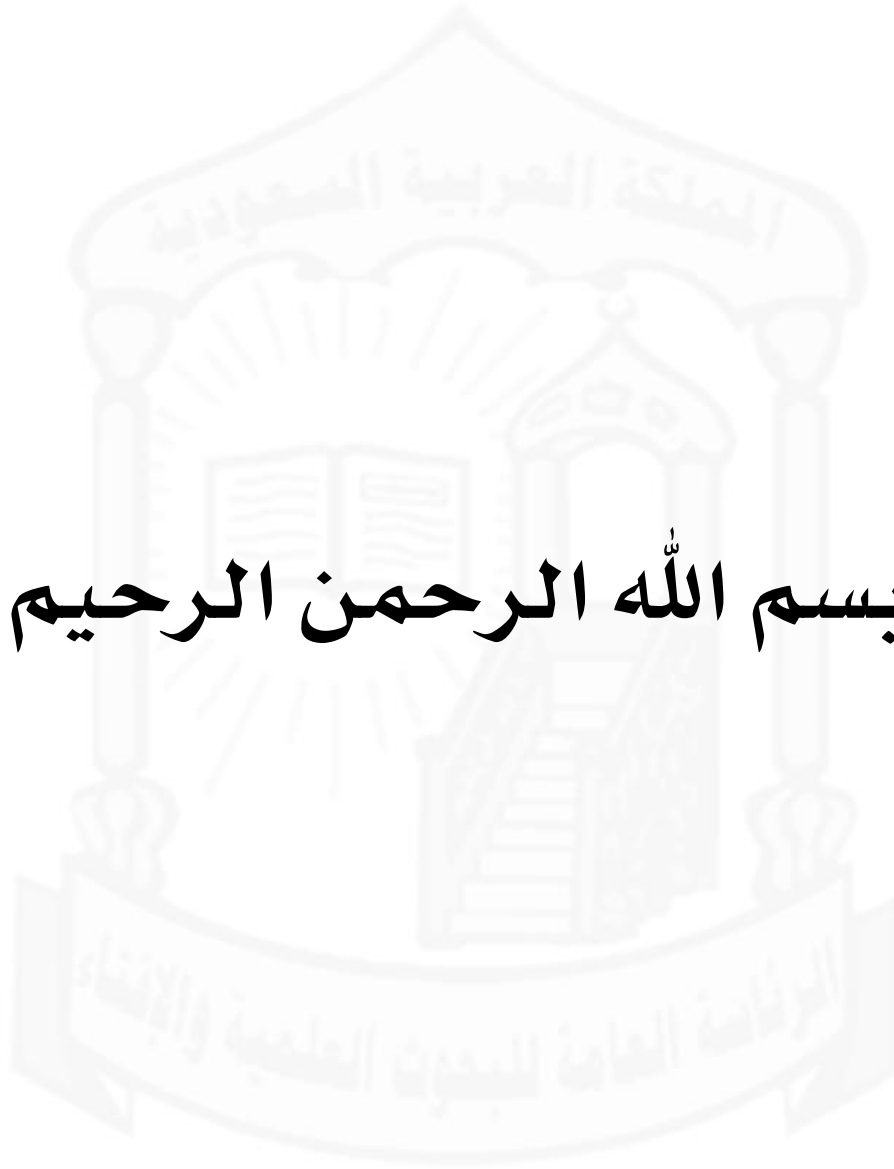 المملكة العربية السعودية
بسم الله الرحمن الرحيم
الرئاسة العامة للبحوث العلمية والإفتاء